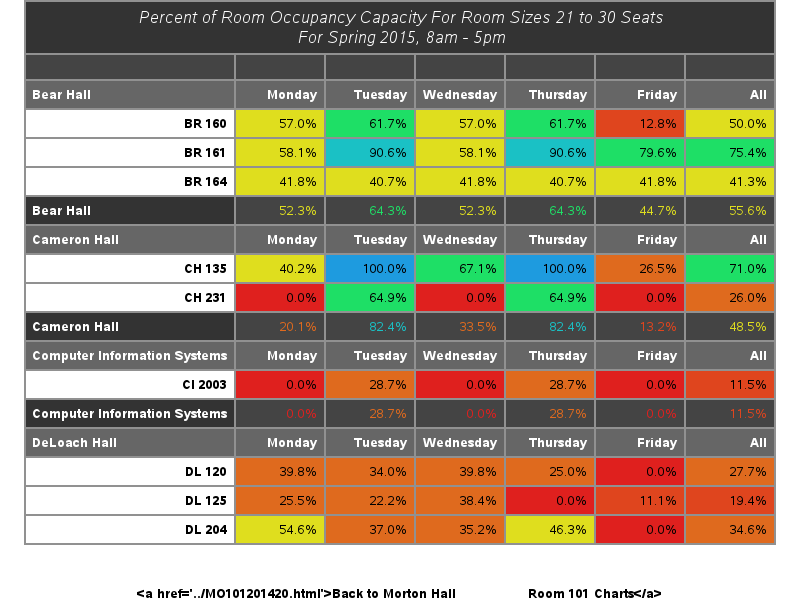 Percent of Room Occupancy Capacity For Room Sizes 21 to 30 Seats
For Spring 2015, 8am - 5pm
Bear Hall Monday Tuesday Wednesday Thursday Friday All
BR 160 57.0% 61.7% 57.0% 61.7% 12.8% 50.0%
BR 161 58.1% 90.6% 58.1% 90.6% 79.6% 75.4%
BR 164 41.8% 40.7% 41.8% 40.7% 41.8% 41.3%
Bear Hall 52.3% 64.3% 52.3% 64.3% 44.7% 55.6%
Cameron Hall Monday Tuesday Wednesday Thursday Friday All
CH 135 40.2% 100.0% 67.1% 100.0% 26.5% 71.0%
CH 231 0.0% 64.9% 0.0% 64.9% 0.0% 26.0%
Cameron Hall 20.1% 82.4% 33.5% 82.4% 13.2% 48.5%
Computer Information Systems Monday Tuesday Wednesday Thursday Friday All
CI 2003 0.0% 28.7% 0.0% 28.7% 0.0% 11.5%
Computer Information Systems 0.0% 28.7% 0.0% 28.7% 0.0% 11.5%
DeLoach Hall Monday Tuesday Wednesday Thursday Friday All
DL 120 39.8% 34.0% 39.8% 25.0% 0.0% 27.7%
DL 125 25.5% 22.2% 38.4% 0.0% 11.1% 19.4%
DL 204 54.6% 37.0% 35.2% 46.3% 0.0% 34.6%
<a href='../MO101201420.html'>Back to Morton Hall Room 101 Charts</a>